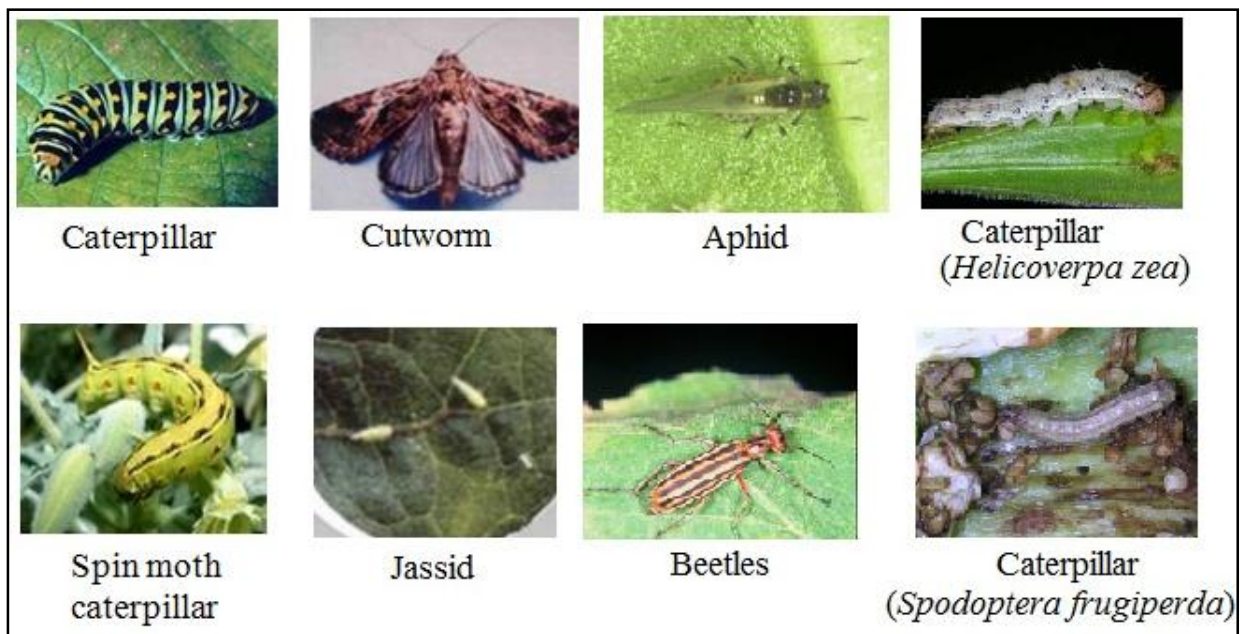 Caterpillar
Cutworm
Aphid
Caterpillar
(Helicoverpa zea)
Spin moth
caterpillar
Jassid
Beetles
Caterpillar
(Spodoptera frugiperda)